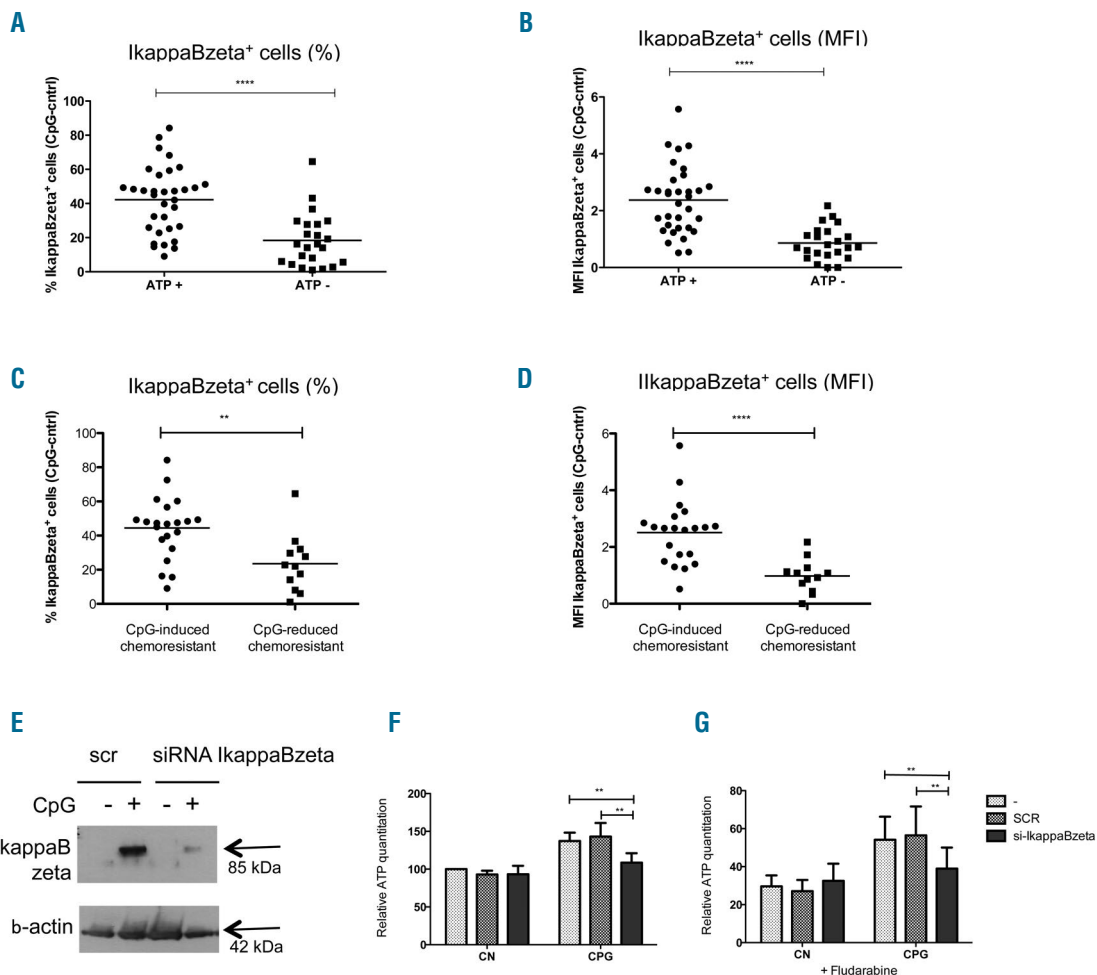 A
IkappaBzeta+ cells (%)
****
% IkappaBzeta+ cells (CpG-cntrl)
100
80
60
40
20
0
ATP +
ATP -
B
IkappaBzeta+ cells (MFI)
****
MFI IkappaBzeta+ cells (CpG-cntrl)
6
4
2
0
ATP +
ATP -
C
IkappaBzeta+ cells (%)
**
% IkappaBzeta+ cells (CpG-cntrl)
100
80
60
40
20
0
CpG-induced
chemoresistant
CpG-reduced
chemoresistant
D
IIkappaBzeta+ cells (MFI)
****
MFI IkappaBzeta+ cells (CpG-cntrl)
6
4
2
0
CpG-induced
chemoresistant
CpG-reduced
chemoresistant
E
scr siRNA IkappaBzeta
CpG - + - +
kappaB
zeta
85 kDa
b-actin
42 kDa
F
Relative ATP quantitation
200
150
100
50
0
**
**
CN
CPG
G
Relative ATP quantitation
80
60
40
20
0
**
**
CN
CPG
+ Fludarabine
-
SCR
si-IkappaBzeta